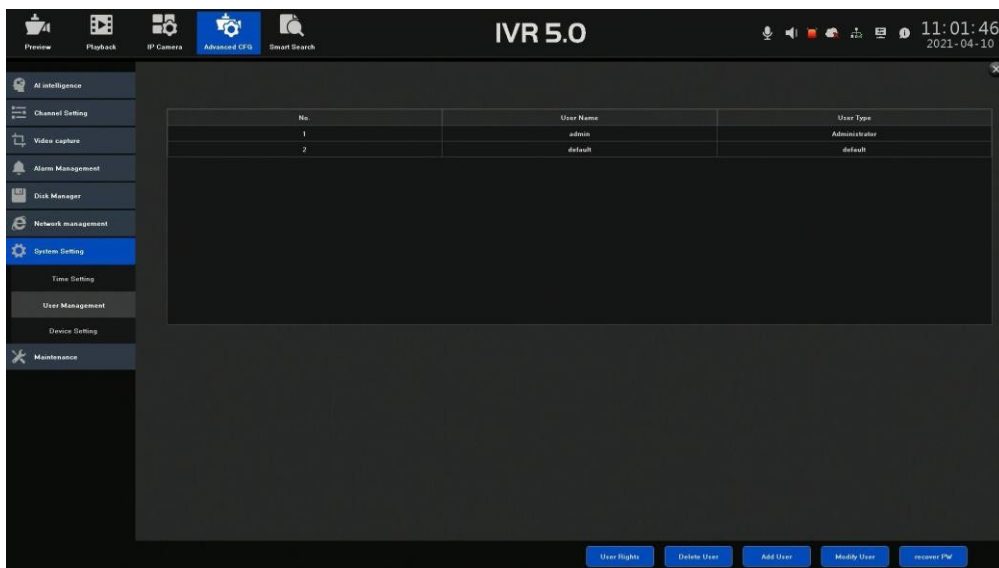 IVR 5.0
11:01:46
2021-04-10
Preview Playback IP Camera Advanced CFG Smart Search
AI intelligence
Channel Setting
Video capture
Alarm Management
Disk Manager
Network management
System Setting
Time Setting
User Management
Device Setting
Maintenance
No. User Name User Type
1 admin Administrator
2 default default
User Rights Delete User Add User Modify User recover PW